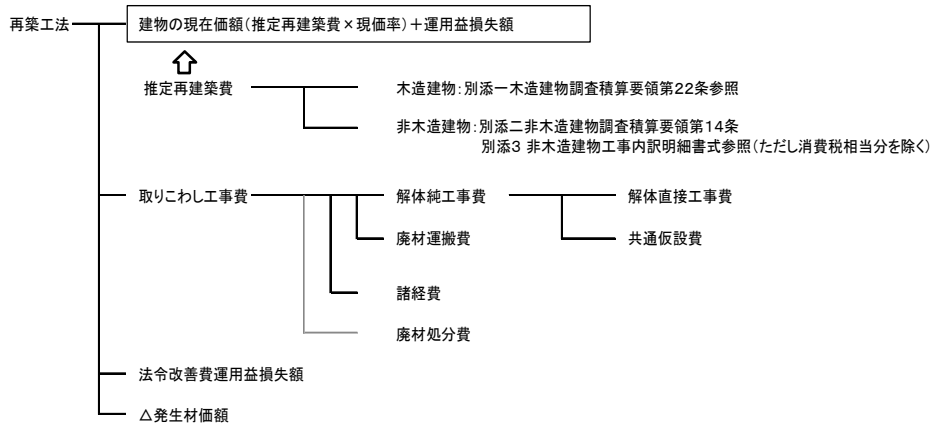 再築工法
建物の現在価額(推定再建築費×現価率)+運用益損失額
推定再建築費
木造建物:別添一木造建物調査積算要領第22条参照
非木造建物:別添二非木造建物調査積算要領第14条
別添3 非木造建物工事内訳明細書式参照(ただし消費税相当分を除く)
取りこわし工事費
解体純工事費
解体直接工事費
廃材運搬費
共通仮設費
諸経費
廃材処分費
法令改善費運用益損失額
△発生材価額